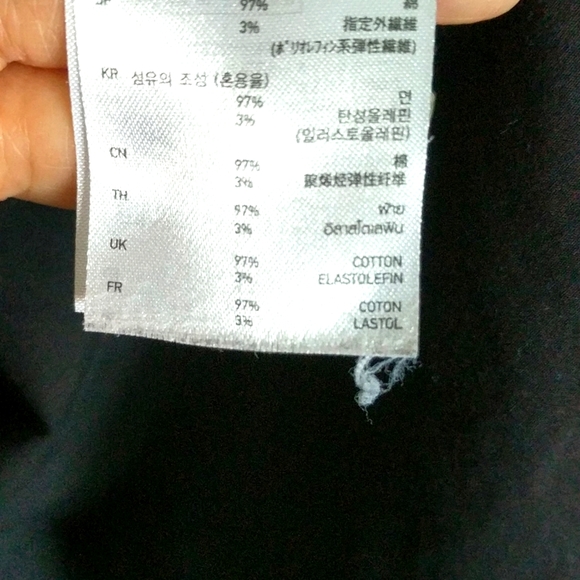 97% 綿
3% 指定外繊維
(ポリオレフィン系弾性繊維)
KR 섬유의 조성 (혼용율)
97% 면
3% 탄성올레핀
(일러스토올레핀)
CN
97% 棉
3% 聚烯烃弹性纤维
TH
97% ฝ้าย
3% อีลาสโตเลฟิน
UK
97% COTTON
3% ELASTOLEFIN
FR
97% COTON
3% LASTOL